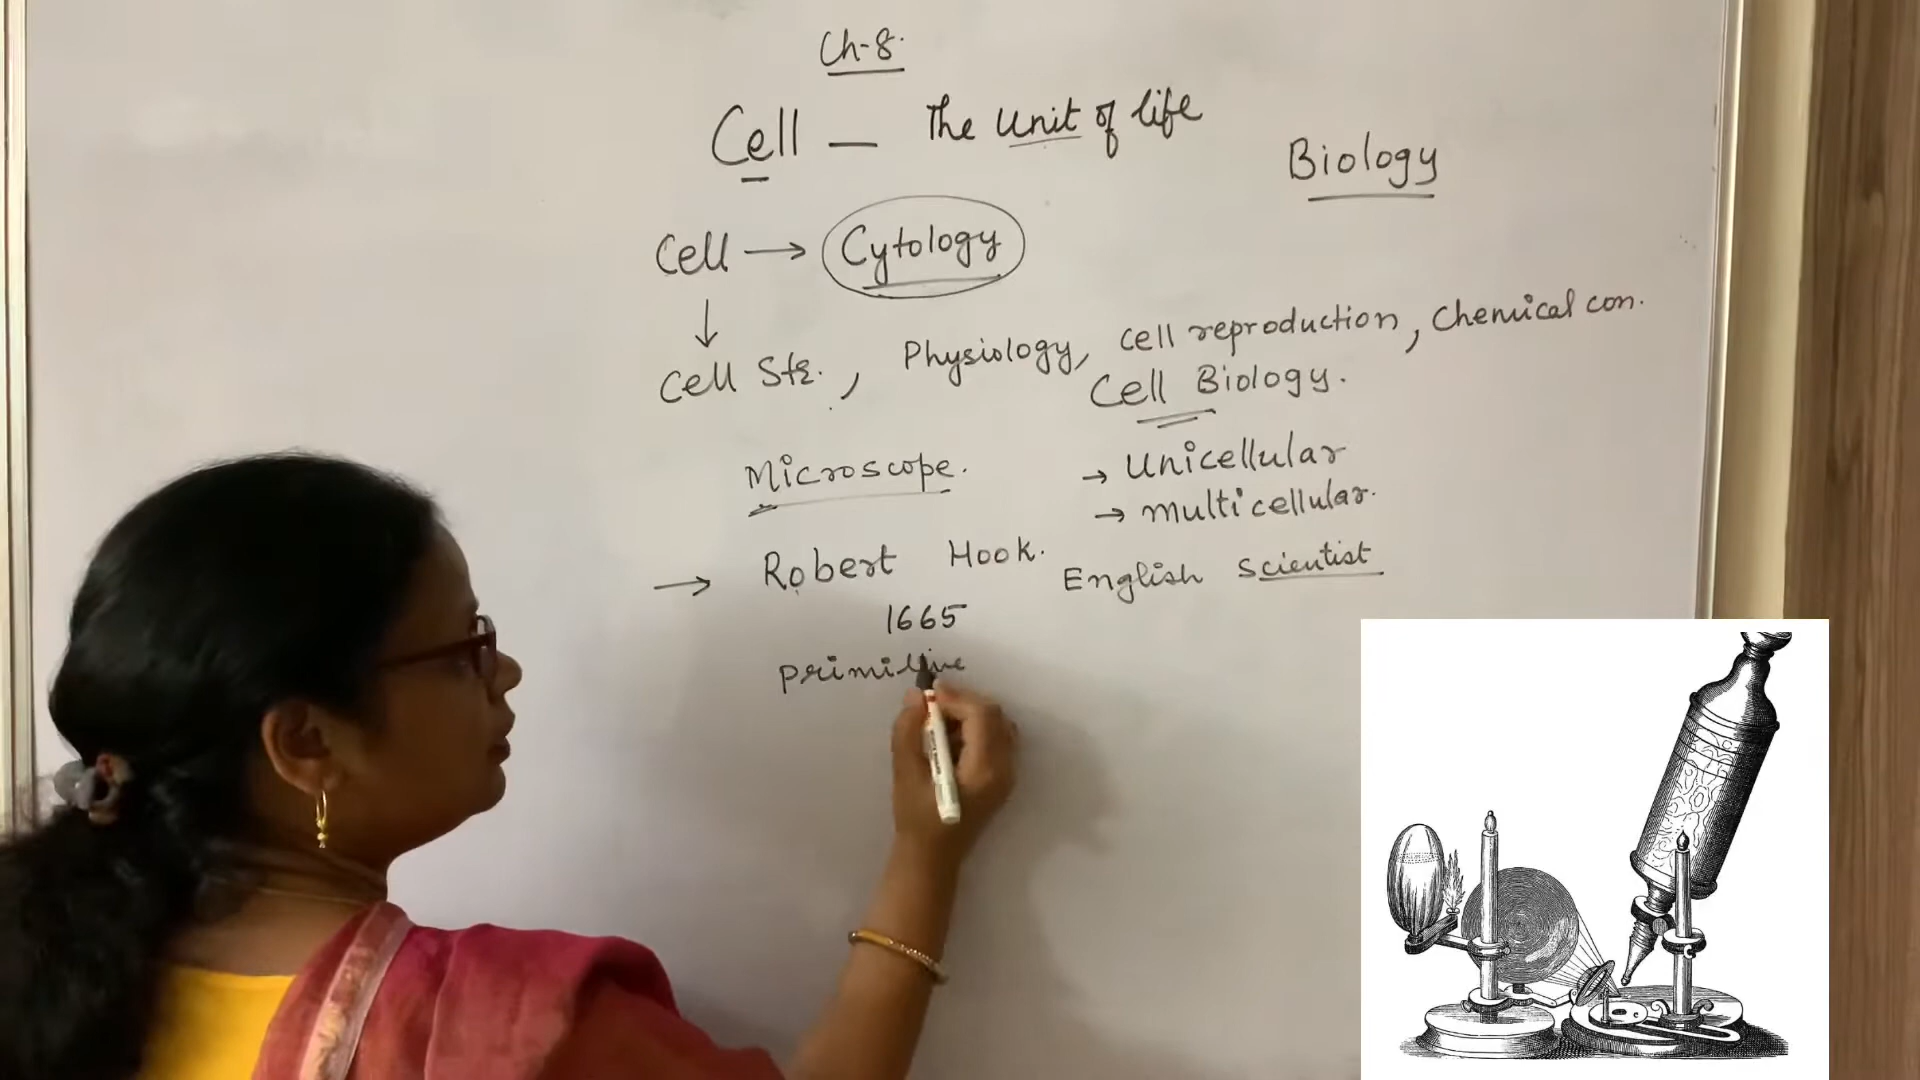 Ch-8.
Cell — The Unit of life
Biology
Cell → Cytology
↓
Cell Str. , Physiology, cell reproduction, Chemical con.
Cell Biology.
Microscope.
→ Unicellular
→ multicellular.
→ Robert Hook. English Scientist
1665
primitive